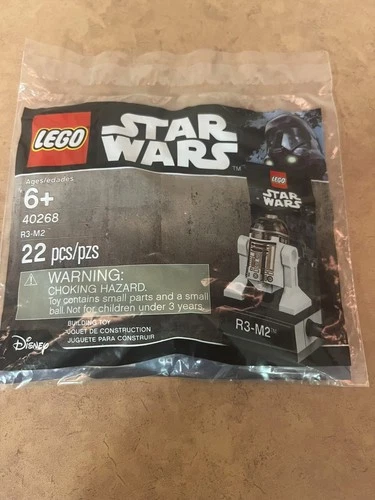 LEGO
STAR
WARS™
Ages/edades
6+
40268
R3-M2
22 pcs/pzs
WARNING:
CHOKING HAZARD.
Toy contains small parts and a small
ball. Not for children under 3 years.
BUILDING TOY
JOUET DE CONSTRUCTION
JUGUETE PARA CONSTRUIR
Disney
LEGO
STAR
WARS
R3-M2™